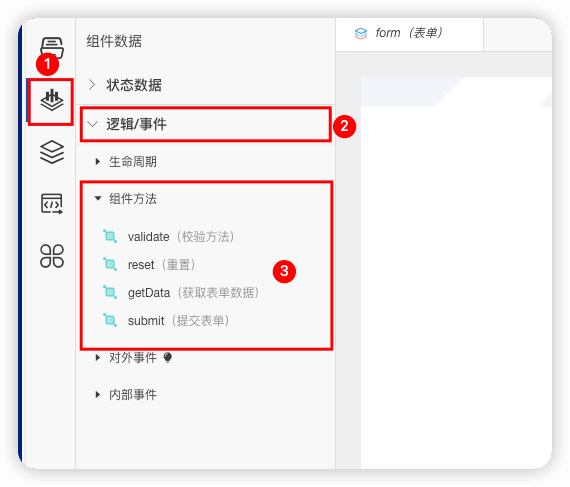 组件数据
form（表单）
1
状态数据
逻辑/事件
2
生命周期
组件方法
validate（校验方法）
reset（重置）
3
getData（获取表单数据）
submit（提交表单）
对外事件
内部事件